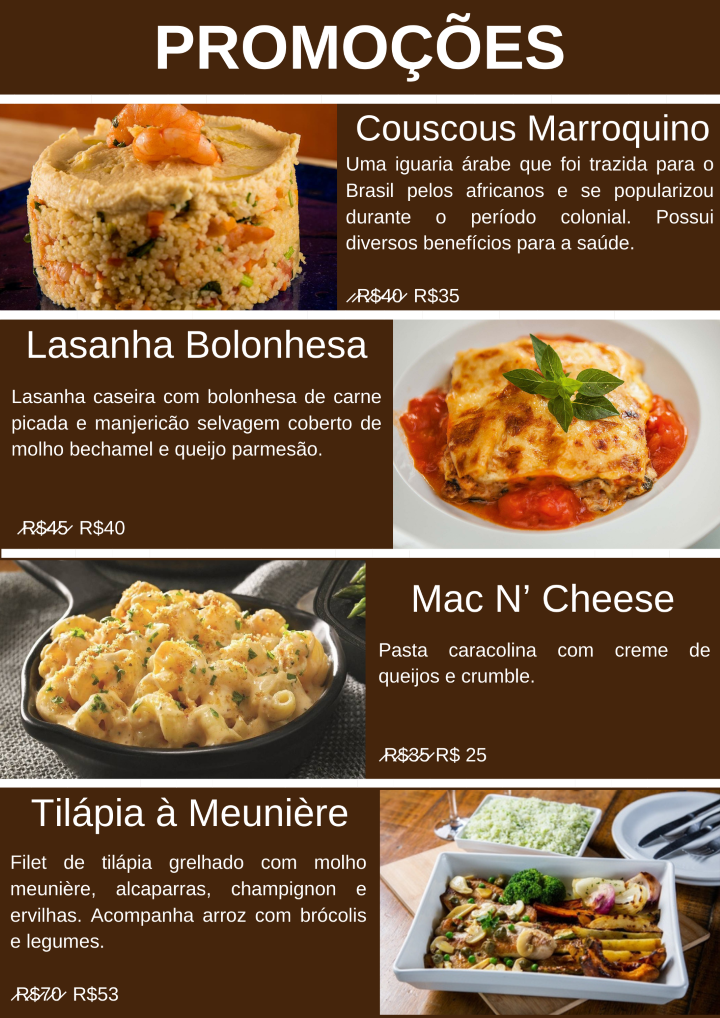 PROMOÇÕES
Couscous Marroquino
Uma iguaria árabe que foi trazida para o
Brasil pelos africanos e se popularizou
durante o período colonial. Possui
diversos benefícios para a saúde.
R$40 R$35
Lasanha Bolonhesa
Lasanha caseira com bolonhesa de carne
picada e manjericão selvagem coberto de
molho bechamel e queijo parmesão.
R$45 R$40
Mac N’ Cheese
Pasta caracolina com creme de
queijos e crumble.
R$35 R$ 25
Tilápia à Meunière
Filet de tilápia grelhado com molho
meunière, alcaparras, champignon e
ervilhas. Acompanha arroz com brócolis
e legumes.
R$70 R$53